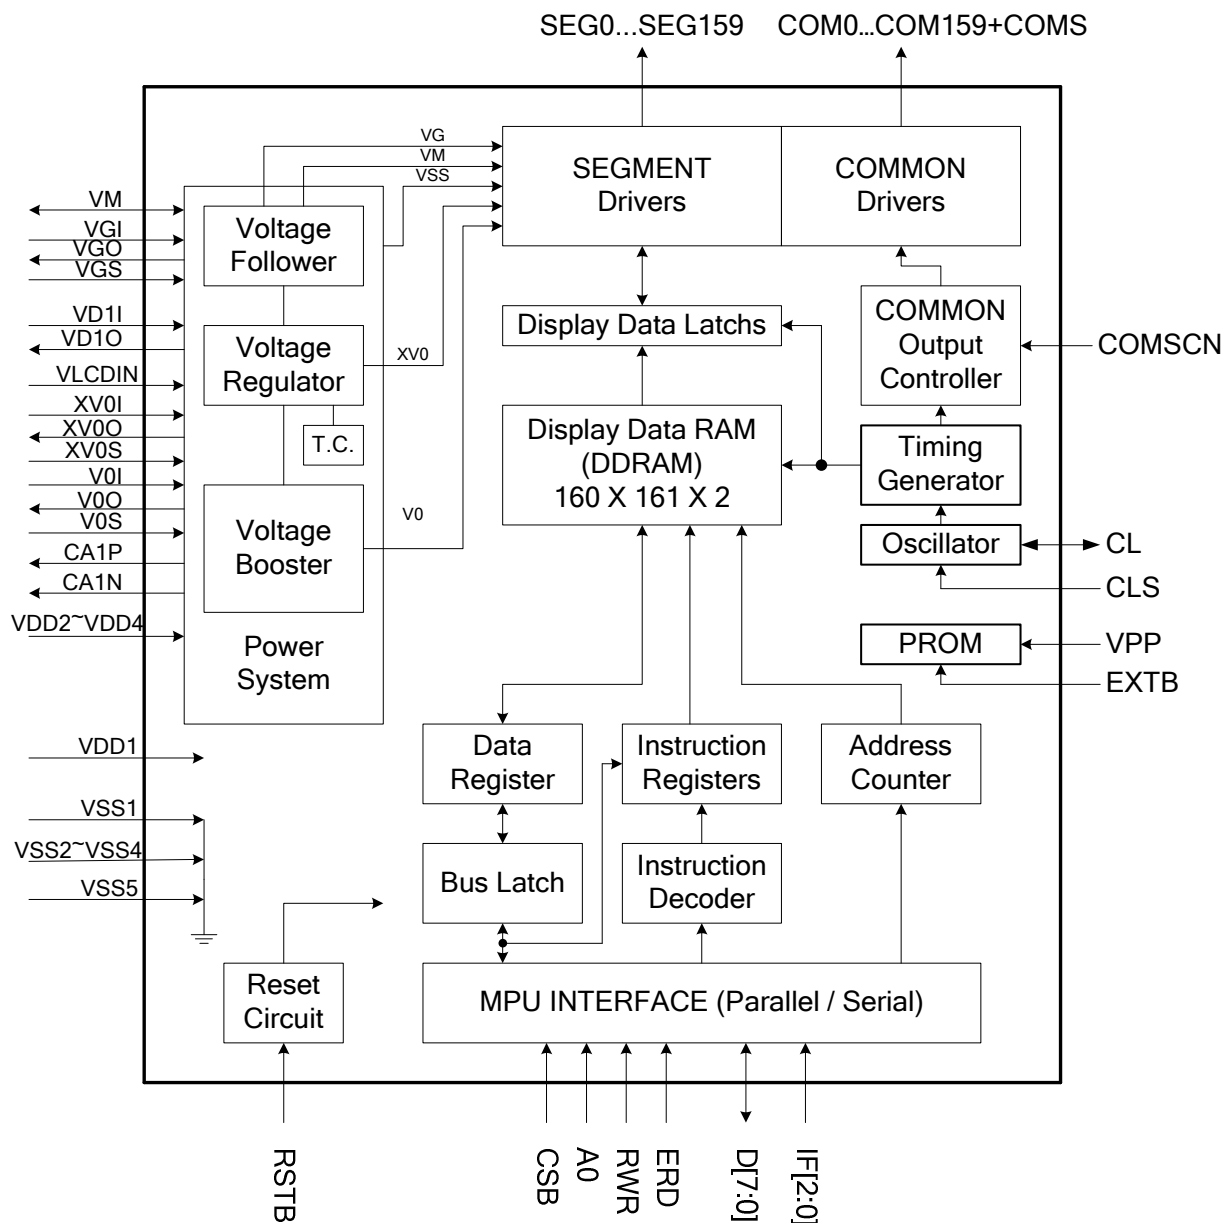 SEG0...SEG159
COM0...COM159+COMS
VG
VM
VSS
SEGMENT
Drivers
COMMON
Drivers
VM
VGI
VGO
VGS
VD1I
VD1O
VLCDIN
XV0I
XV0O
XV0S
V0I
V0O
V0S
CA1P
CA1N
VDD2~VDD4
Voltage
Follower
Voltage
Regulator
T.C.
Voltage
Booster
Power
System
XV0
V0
Display Data Latchs
Display Data RAM
(DDRAM)
160 X 161 X 2
COMMON
Output
Controller
COMSCN
Timing
Generator
Oscillator
CL
CLS
PROM
VPP
EXTB
VDD1
VSS1
VSS2~VSS4
VSS5
Data
Register
Instruction
Registers
Address
Counter
Bus Latch
Instruction
Decoder
Reset
Circuit
MPU INTERFACE (Parallel / Serial)
RSTB
CSB
A0
RWR
ERD
D[7:0]
IF[2:0]